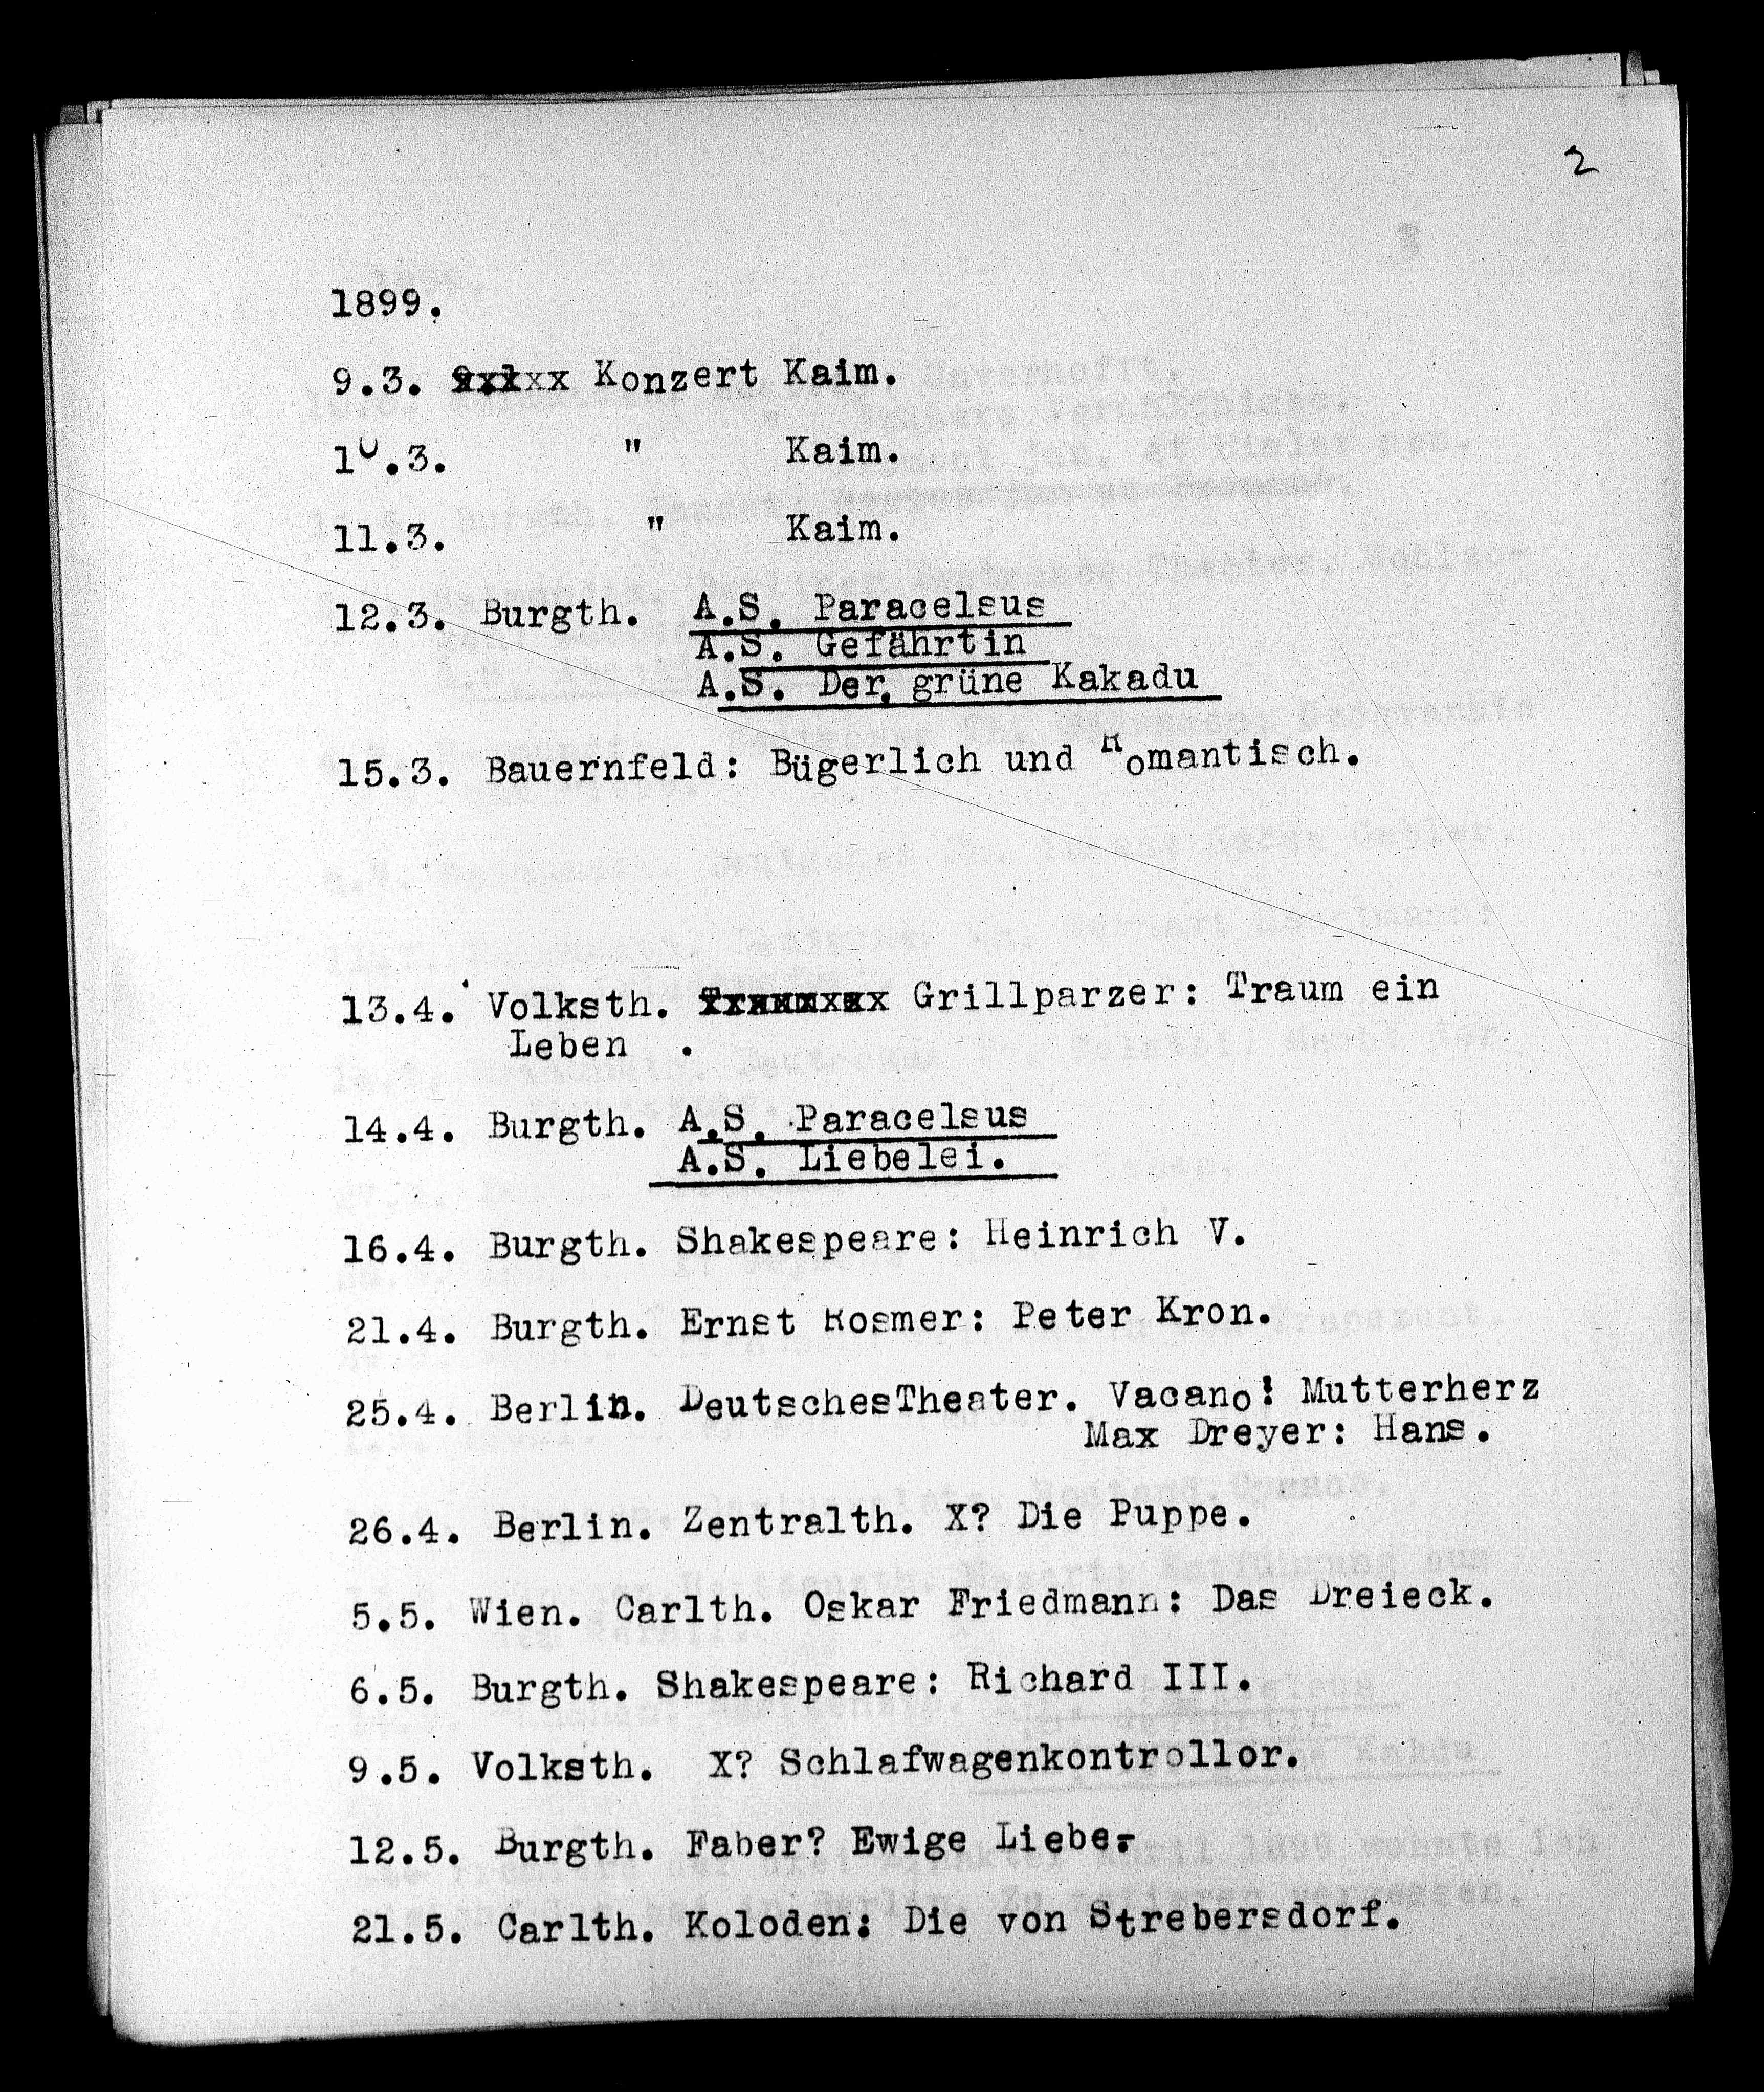 2
1899.
9.3. Konzert Kaim.
10.3. " Kaim.
11.3. " Kaim.
12.3. Burgth. A.S. Paracelsus
A.S. Gefährtin
A.S. Der grüne Kakadu
15.3. Bauernfeld: Bügerlich und Romantisch.
13.4. Volksth. Grillparzer: Traum ein
Leben .
14.4. Burgth. A.S. Paracelsus
A.S. Liebelei.
16.4. Burgth. Shakespeare: Heinrich V.
21.4. Burgth. Ernst Rosmer: Peter Kron.
25.4. Berlin. DeutschesTheater. Vacano! Mutterherz
Max Dreyer: Hans.
26.4. Berlin. Zentralth. X? Die Puppe.
5.5. Wien. Carlth. Oskar Friedmann: Das Dreieck.
6.5. Burgth. Shakespeare: Richard III.
9.5. Volksth. X? Schlafwagenkontrollor.
12.5. Burgth. Faber? Ewige Liebe.
21.5. Carlth. Koloden: Die von Strebersdorf.